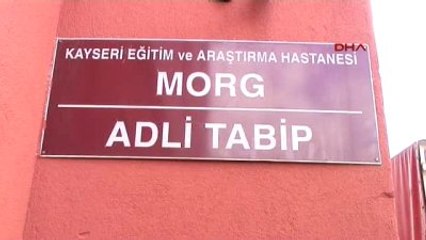 DHA
KAYSERİ EĞİTİM ve ARAŞTIRMA HASTANESİ
MORG
ADLİ TABİP